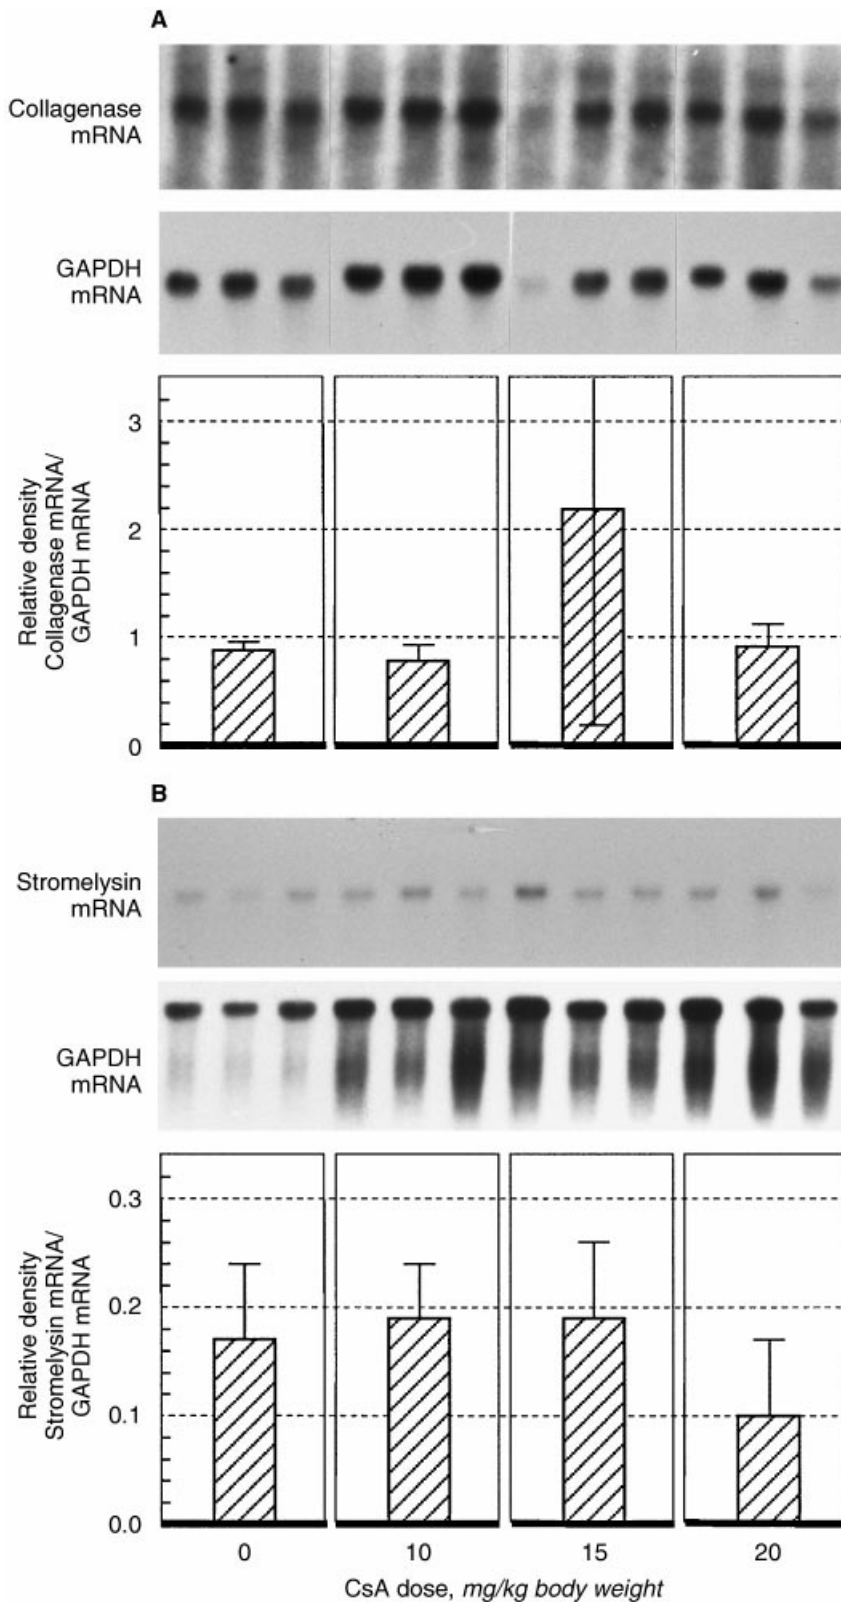 A
Collagenase
mRNA
GAPDH
mRNA
Relative density
Collagenase mRNA/
GAPDH mRNA
3
2
1
0
B
Stromelysin
mRNA
GAPDH
mRNA
Relative density
Stromelysin mRNA/
GAPDH mRNA
0.3
0.2
0.1
0.0
0 10 15 20
CsA dose, mg/kg body weight